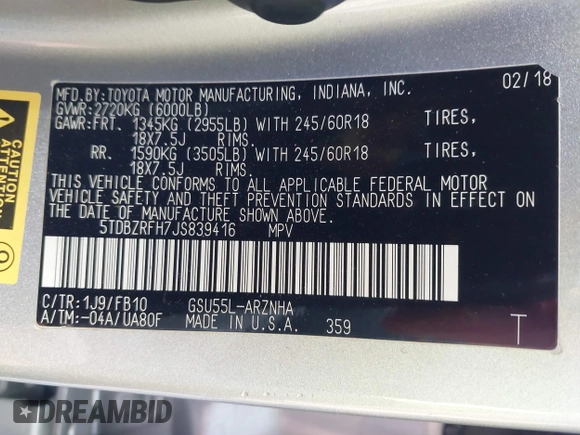 MFD. BY: TOYOTA MOTOR MANUFACTURING, INDIANA, INC. 02/18
GVWR: 2720KG (6000LB)
GAWR: FRT. 1345KG (2955LB) WITH 245/60R18 TIRES,
18X7.5J RIMS.
RR. 1590KG (3505LB) WITH 245/60R18 TIRES,
18X7.5J RIMS.
THIS VEHICLE CONFORMS TO ALL APPLICABLE FEDERAL MOTOR
VEHICLE SAFETY AND THEFT PREVENTION STANDARDS IN EFFECT ON
THE DATE OF MANUFACTURE SHOWN ABOVE.
5TDBZRFH7JS839416 MPV
C/TR: 1J9/FB10 GSU55L-ARZNHA
A/TM: -04A/UA80F MADE IN U.S.A. 359 T
CAUTION
ATTENTION
DREAMBID